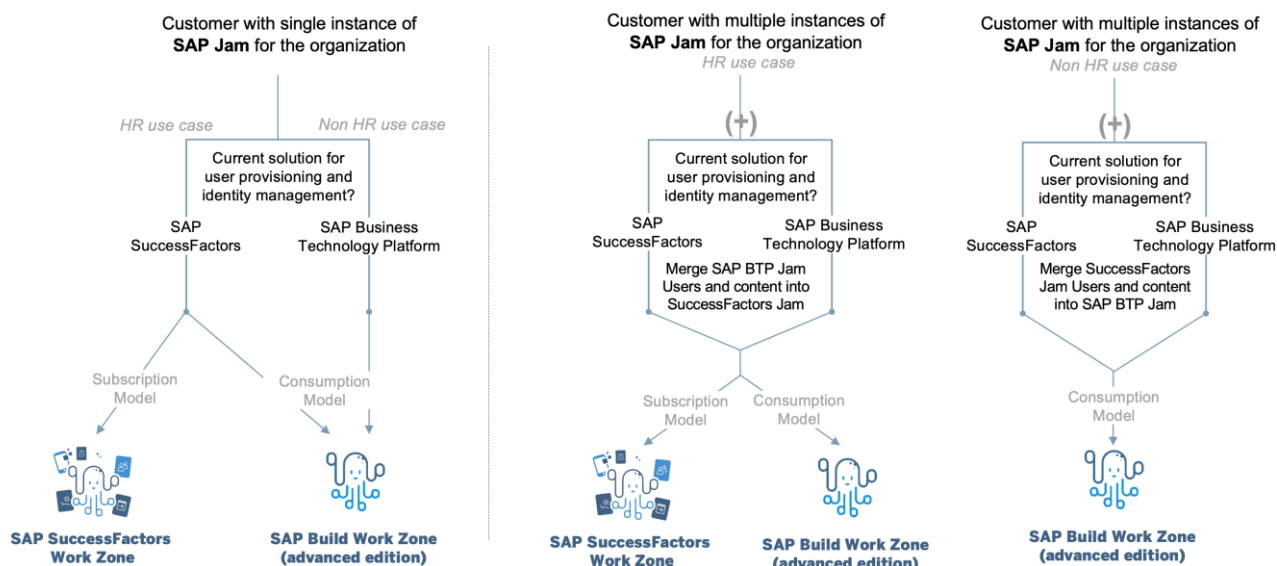 Customer with single instance of
SAP Jam for the organization
HR use case
Non HR use case
Current solution for
user provisioning and
identity management?
SAP
SuccessFactors
SAP Business
Technology Platform
Subscription
Model
Consumption
Model
SAP SuccessFactors
Work Zone
SAP Build Work Zone
(advanced edition)
Customer with multiple instances of
SAP Jam for the organization
HR use case
(+)
Current solution for
user provisioning and
identity management?
SAP
SuccessFactors
SAP Business
Technology Platform
Merge SAP BTP Jam
Users and content into
SuccessFactors Jam
Subscription
Model
Consumption
Model
SAP SuccessFactors
Work Zone
SAP Build Work Zone
(advanced edition)
Customer with multiple instances of
SAP Jam for the organization
Non HR use case
(+)
Current solution for
user provisioning and
identity management?
SAP
SuccessFactors
SAP Business
Technology Platform
Merge SuccessFactors
Jam Users and content
into SAP BTP Jam
Consumption
Model
SAP Build Work Zone
(advanced edition)